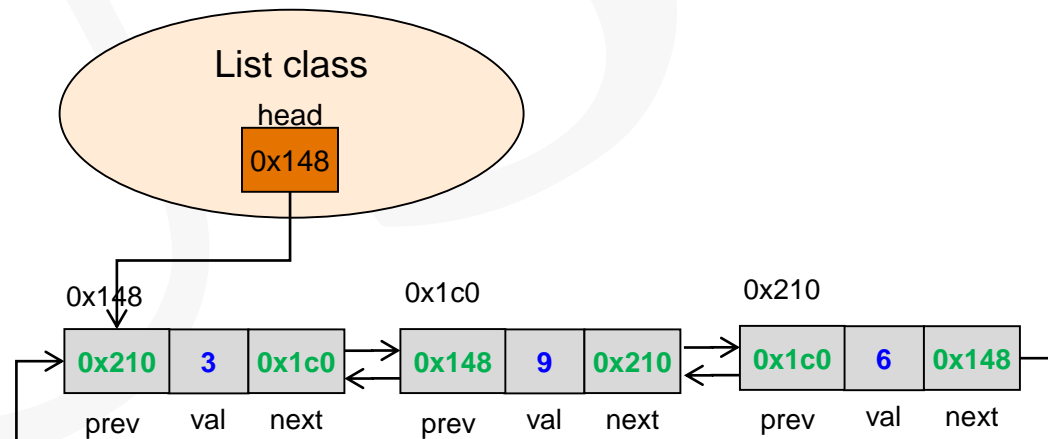 List class
head
0x148
0x148
0x1c0
0x210
0x210 3 0x1c0
0x148 9 0x210
0x1c0 6 0x148
prev val next
prev val next
prev val next